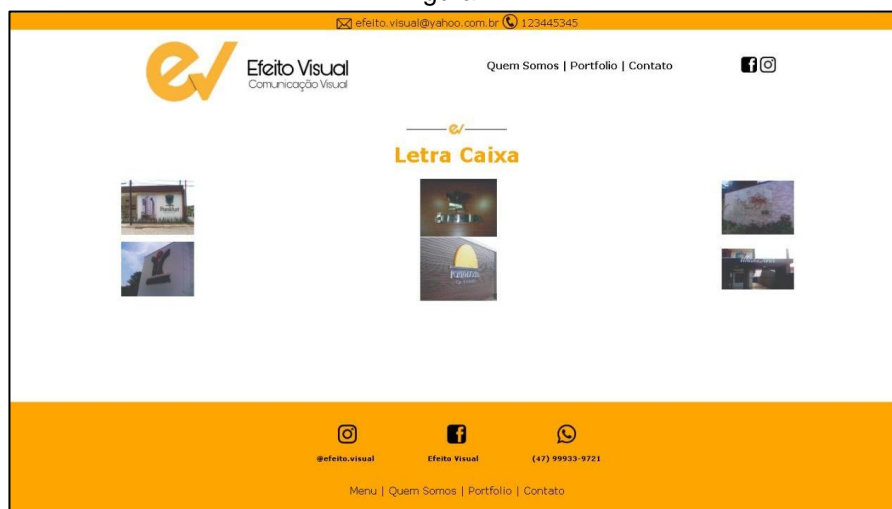 efeito.visual@yahoo.com.br 123445345
Efeito Visual
Comunicação Visual
Quem Somos | Portfolio | Contato
ev
Letra Caixa
@efeito.visual
Efeito Visual
(47) 99933-9721
Menu | Quem Somos | Portfolio | Contato